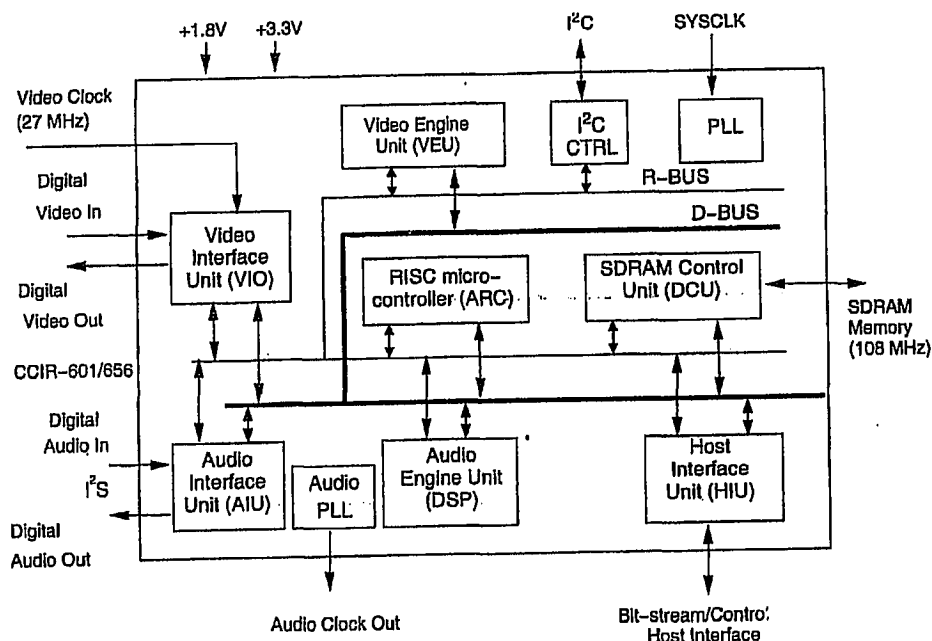 +1.8V
+3.3V
I²C
SYSCLK
Video Clock
(27 MHz)
Video Engine
Unit (VEU)
I²C
CTRL
PLL
R-BUS
D-BUS
Digital
Video In
Video
Interface
Unit (VIO)
RISC micro-
controller (ARC)
SDRAM Control
Unit (DCU)
Digital
Video Out
SDRAM
Memory
(108 MHz)
CCIR-601/656
Digital
Audio In
I²S
Digital
Audio Out
Audio
Interface
Unit (AIU)
Audio
PLL
Audio
Engine Unit
(DSP)
Host
Interface
Unit (HIU)
Audio Clock Out
Bit-stream/Control
Host Interface